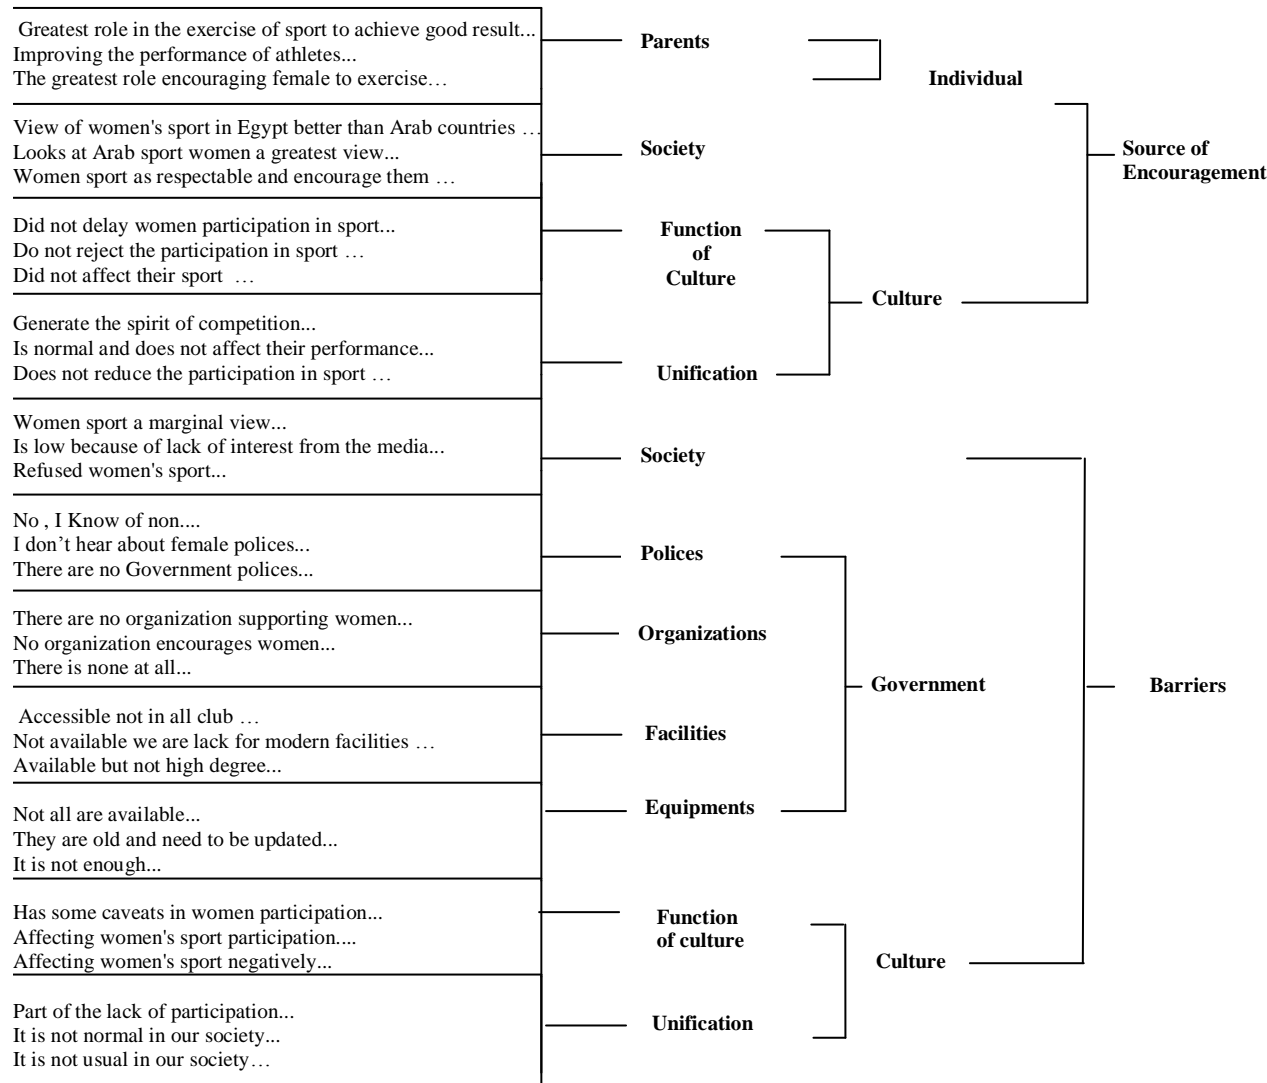 Greatest role in the exercise of sport to achieve good result...
Improving the performance of athletes...
The greatest role encouraging female to exercise…
Parents
Individual
View of women's sport in Egypt better than Arab countries …
Looks at Arab sport women a greatest view...
Women sport as respectable and encourage them …
Society
Source of
Encouragement
Did not delay women participation in sport...
Do not reject the participation in sport …
Did not affect their sport …
Function
of
Culture
Culture
Generate the spirit of competition...
Is normal and does not affect their performance...
Does not reduce the participation in sport …
Unification
Women sport a marginal view...
Is low because of lack of interest from the media...
Refused women's sport...
Society
No , I Know of non....
I don’t hear about female polices...
There are no Government polices...
Polices
There are no organization supporting women...
No organization encourages women...
There is none at all...
Organizations
Government
Barriers
Accessible not in all club …
Not available we are lack for modern facilities …
Available but not high degree...
Facilities
Not all are available...
They are old and need to be updated...
It is not enough...
Equipments
Has some caveats in women participation...
Affecting women's sport participation....
Affecting women's sport negatively...
Function
of culture
Culture
Part of the lack of participation...
It is not normal in our society...
It is not usual in our society…
Unification